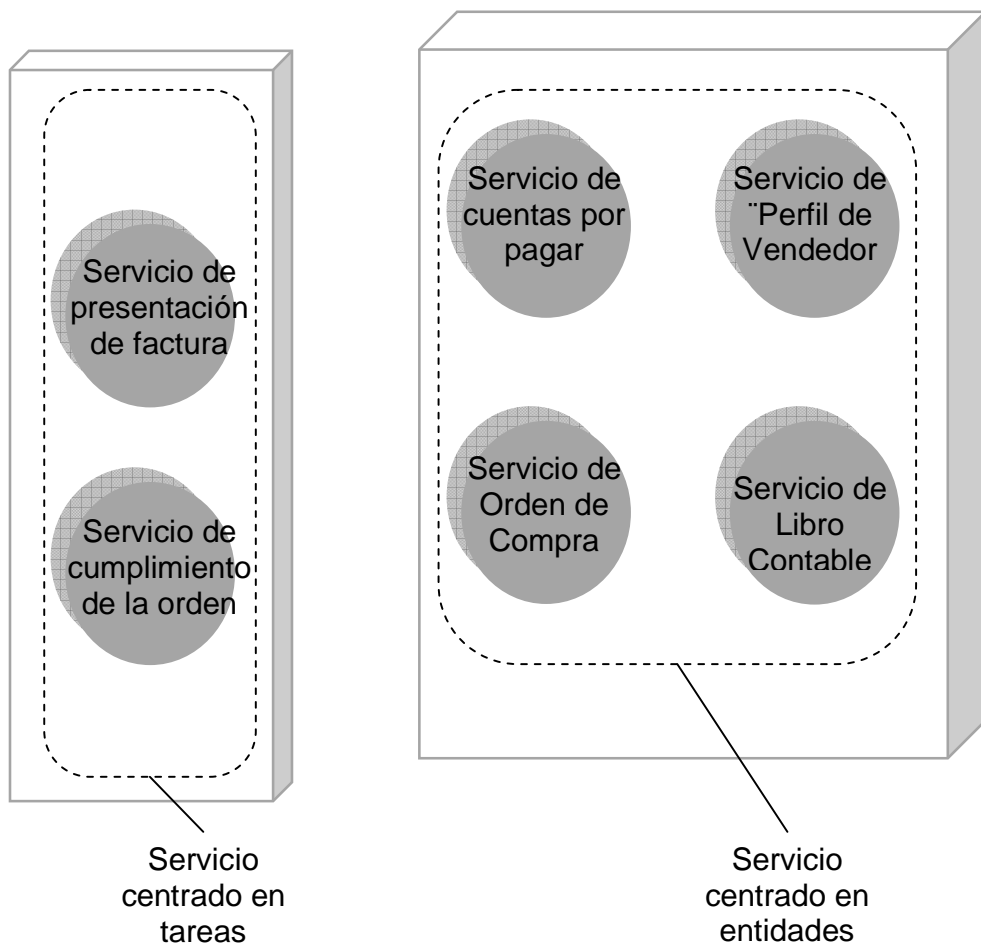 Servicio de
presentación
de factura
Servicio de
cumplimiento
de la orden
Servicio
centrado en
tareas
Servicio de
cuentas por
pagar
Servicio de
¨Perfil de
Vendedor
Servicio de
Orden de
Compra
Servicio de
Libro
Contable
Servicio
centrado en
entidades